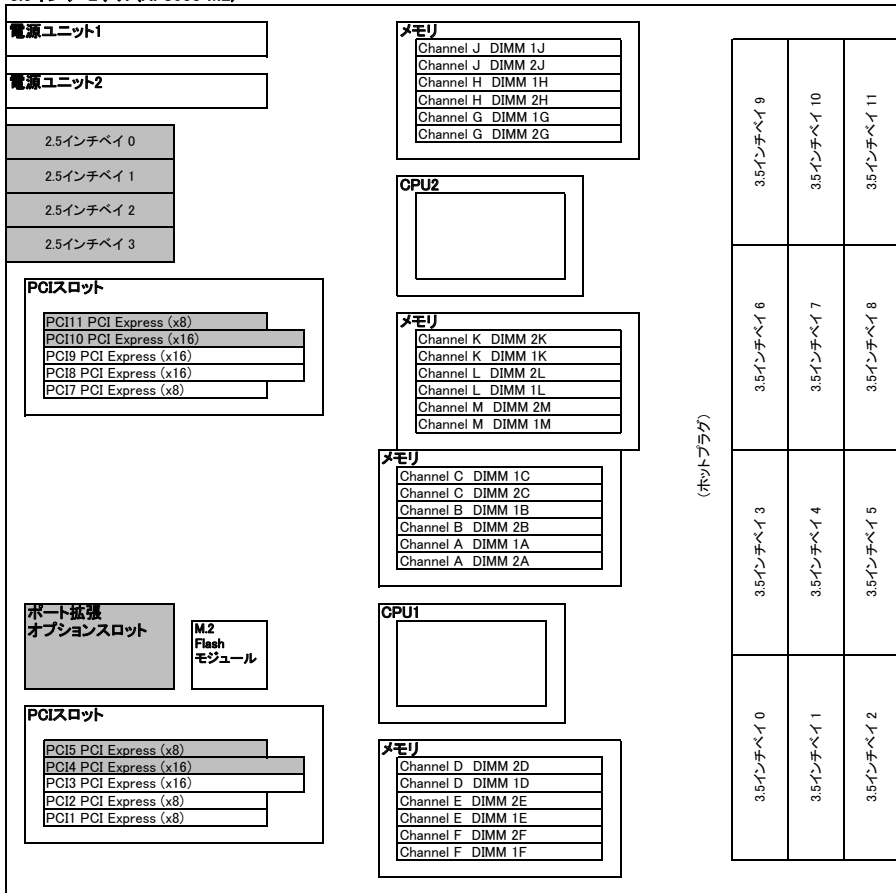 電源ユニット1
電源ユニット2
2.5インチベイ 0
2.5インチベイ 1
2.5インチベイ 2
2.5インチベイ 3
PCIスロット
PCI11 PCI Express (x8)
PCI10 PCI Express (x16)
PCI9 PCI Express (x16)
PCI8 PCI Express (x16)
PCI7 PCI Express (x8)
ポート拡張
オプションスロット
M.2
Flash
モジュール
PCIスロット
PCI5 PCI Express (x8)
PCI4 PCI Express (x16)
PCI3 PCI Express (x16)
PCI2 PCI Express (x8)
PCI1 PCI Express (x8)
メモリ
Channel J DIMM 1J
Channel J DIMM 2J
Channel H DIMM 1H
Channel H DIMM 2H
Channel G DIMM 1G
Channel G DIMM 2G
CPU2
メモリ
Channel K DIMM 2K
Channel K DIMM 1K
Channel L DIMM 2L
Channel L DIMM 1L
Channel M DIMM 2M
Channel M DIMM 1M
メモリ
Channel C DIMM 1C
Channel C DIMM 2C
Channel B DIMM 1B
Channel B DIMM 2B
Channel A DIMM 1A
Channel A DIMM 2A
CPU1
メモリ
Channel D DIMM 2D
Channel D DIMM 1D
Channel E DIMM 2E
Channel E DIMM 1E
Channel F DIMM 2F
Channel F DIMM 1F
(ホットプラグ)
3.5インチベイ 9
3.5インチベイ 10
3.5インチベイ 11
3.5インチベイ 6
3.5インチベイ 7
3.5インチベイ 8
3.5インチベイ 3
3.5インチベイ 4
3.5インチベイ 5
3.5インチベイ 0
3.5インチベイ 1
3.5インチベイ 2